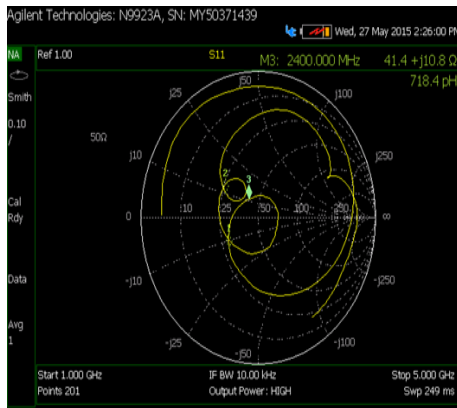 Agilent Technologies: N9923A, SN: MY50371439
Wed, 27 May 2015 2:26:00 PM
NA Ref 1.00 S11 M3: 2400.000 MHz 41.4 +j10.8 Ω
718.4 pH
Smith
0.10
/
50Ω
Cal
Rdy
Data
Avg
1
j50
j25 j100
j10 j250
2 3
0 10 25 50 100 250 ∞
-j10 -j250
-j25 -j100
-j50
Start 1.000 GHz IF BW 10.00 kHz Stop 5.000 GHz
Points 201 Output Power: HIGH Swp 249 ms